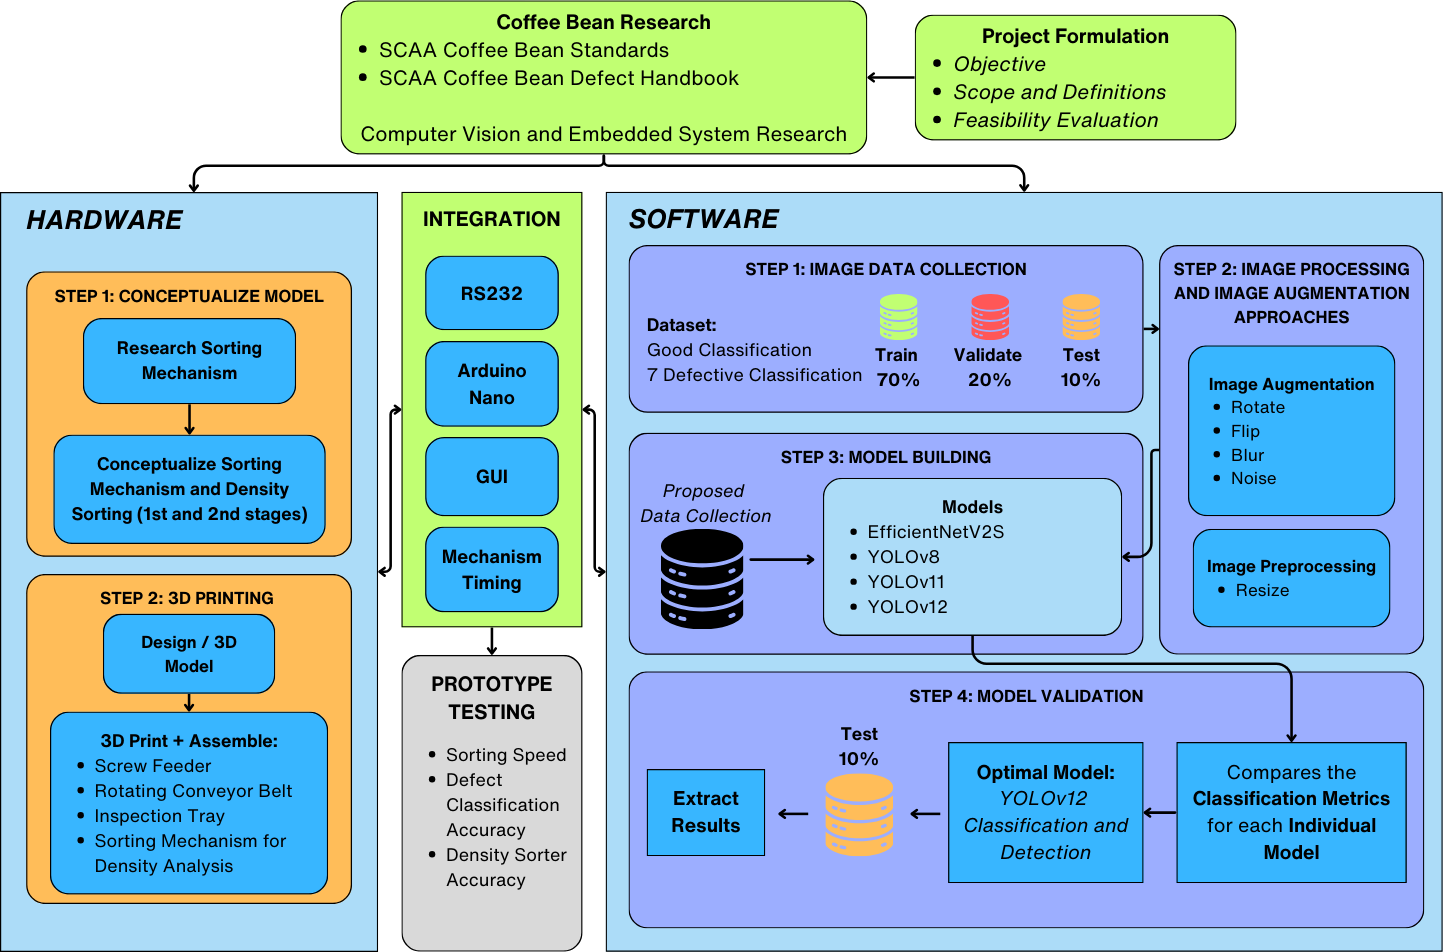 Coffee Bean Research
• SCAA Coffee Bean Standards
• SCAA Coffee Bean Defect Handbook
Computer Vision and Embedded System Research
Project Formulation
• Objective
• Scope and Definitions
• Feasibility Evaluation
HARDWARE
STEP 1: CONCEPTUALIZE MODEL
Research Sorting
Mechanism
Conceptualize Sorting
Mechanism and Density
Sorting (1st and 2nd stages)
STEP 2: 3D PRINTING
Design / 3D
Model
3D Print + Assemble:
• Screw Feeder
• Rotating Conveyor Belt
• Inspection Tray
• Sorting Mechanism for
Density Analysis
INTEGRATION
RS232
Arduino
Nano
GUI
Mechanism
Timing
PROTOTYPE
TESTING
• Sorting Speed
• Defect
Classification
Accuracy
• Density Sorter
Accuracy
SOFTWARE
STEP 1: IMAGE DATA COLLECTION
Dataset:
Good Classification
7 Defective Classification
Train
70%
Validate
20%
Test
10%
STEP 2: IMAGE PROCESSING
AND IMAGE AUGMENTATION
APPROACHES
Image Augmentation
• Rotate
• Flip
• Blur
• Noise
Image Preprocessing
• Resize
STEP 3: MODEL BUILDING
Proposed
Data Collection
Models
• EfficientNetV2S
• YOLOv8
• YOLOv11
• YOLOv12
STEP 4: MODEL VALIDATION
Extract
Results
Test
10%
Optimal Model:
YOLOv12
Classification and
Detection
Compares the
Classification Metrics
for each Individual
Model